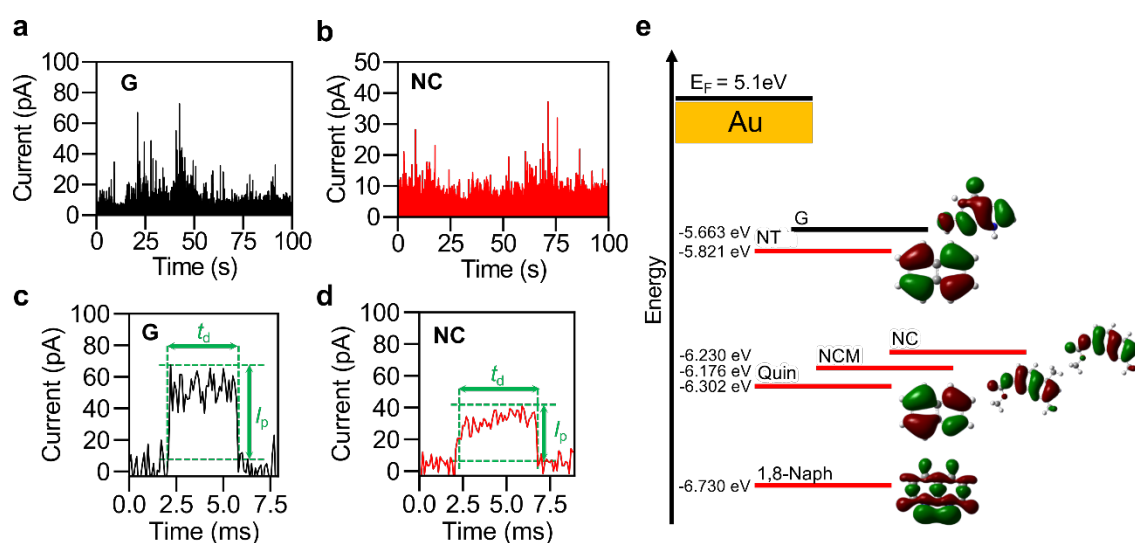 a
G
Current (pA)
100
80
60
40
20
0
0
25
50
75
100
Time (s)
b
NC
Current (pA)
50
40
30
20
10
0
0
25
50
75
100
Time (s)
c
G
td
Ip
Current (pA)
100
80
60
40
20
0
0.0
2.5
5.0
7.5
Time (ms)
d
NC
td
Ip
Current (pA)
100
80
60
40
20
0
0.0
2.5
5.0
7.5
Time (ms)
e
Energy
EF = 5.1eV
Au
G
-5.663 eV
NT
-5.821 eV
NC
-6.230 eV
NCM
-6.176 eV
Quin
-6.302 eV
1,8-Naph
-6.730 eV